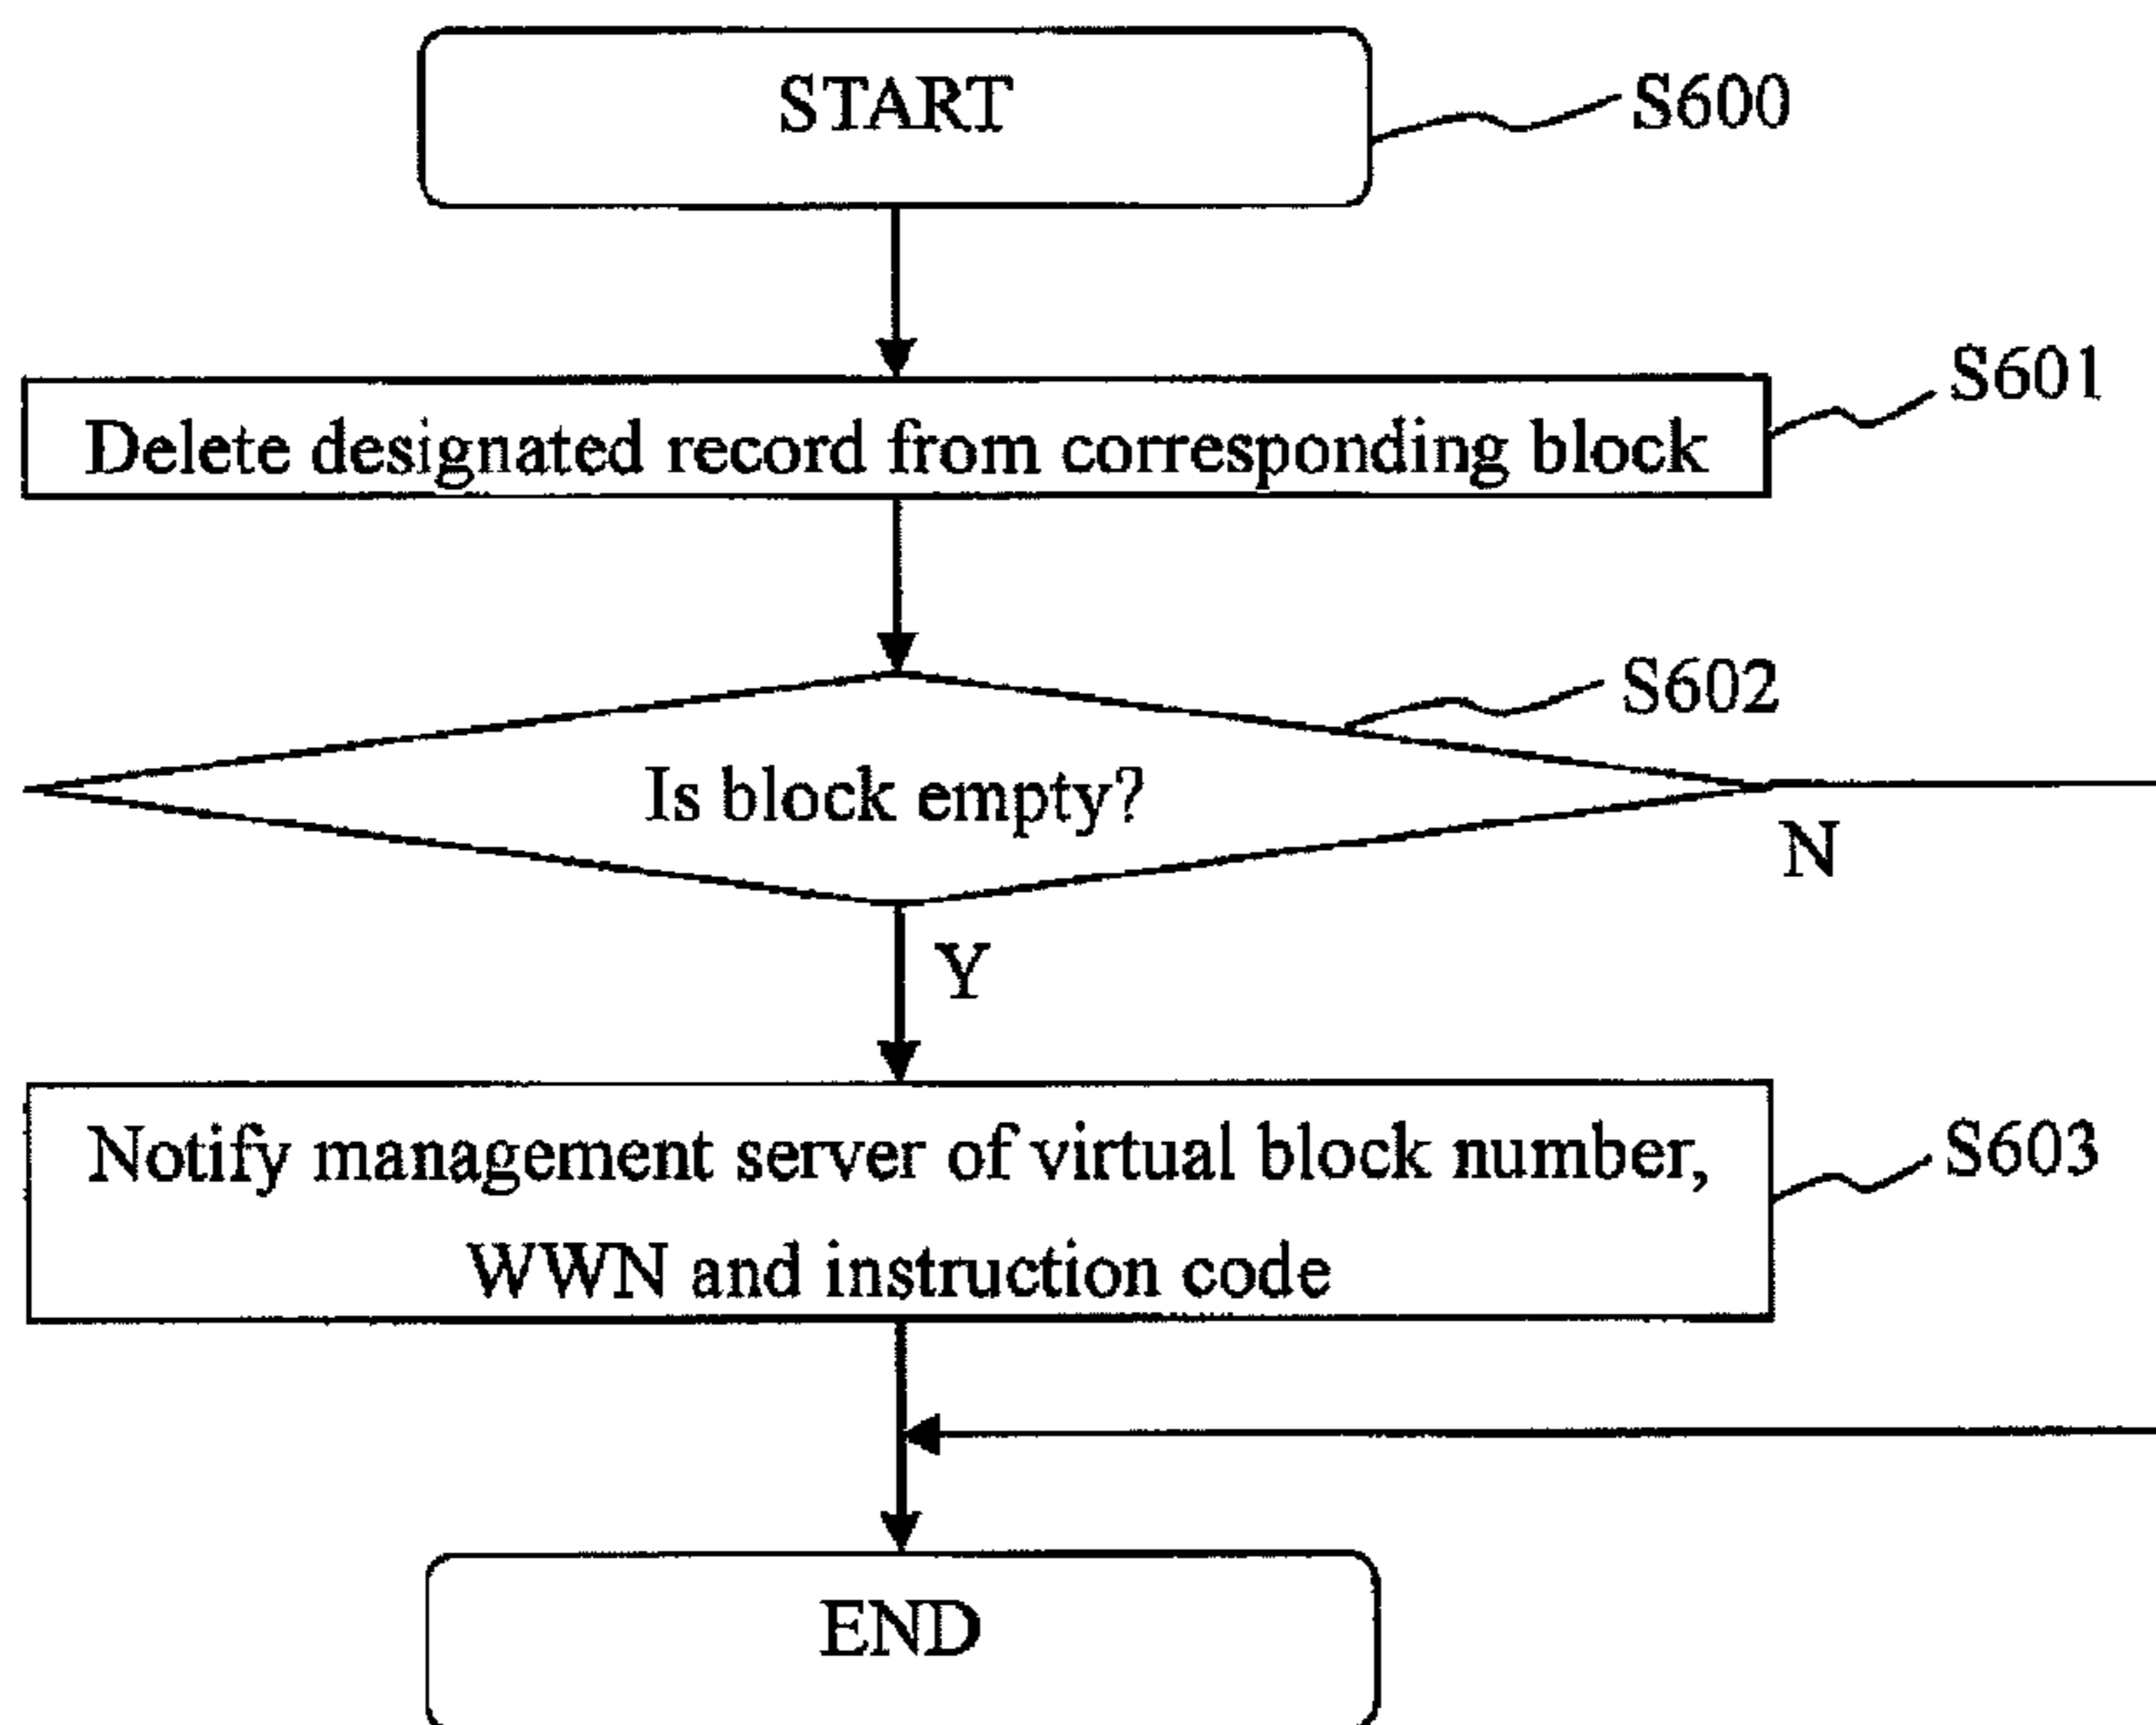 START
S600
S601
Delete designated record from corresponding block
S602
Is block empty?
N
Y
Notify management server of virtual block number,
WWN and instruction code
S603
END